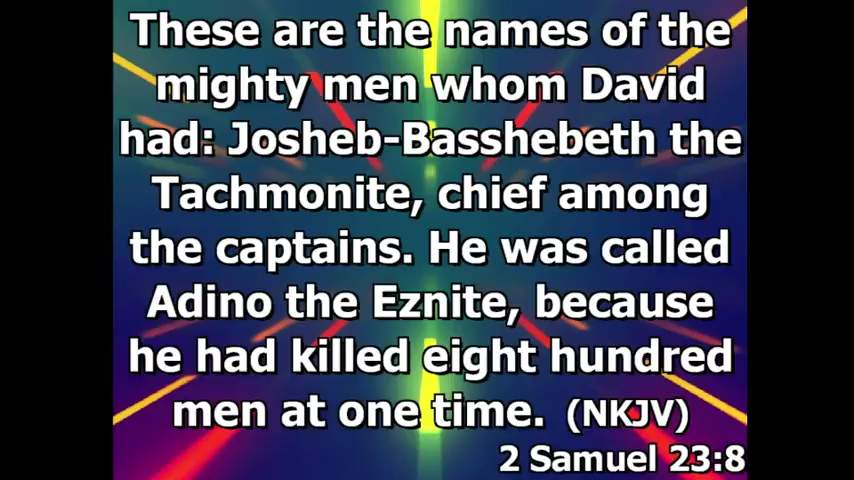 These are the names of the
mighty men whom David
had: Josheb-Basshebeth the
Tachmonite, chief among
the captains. He was called
Adino the Eznite, because
he had killed eight hundred
men at one time. (NKJV)
2 Samuel 23:8